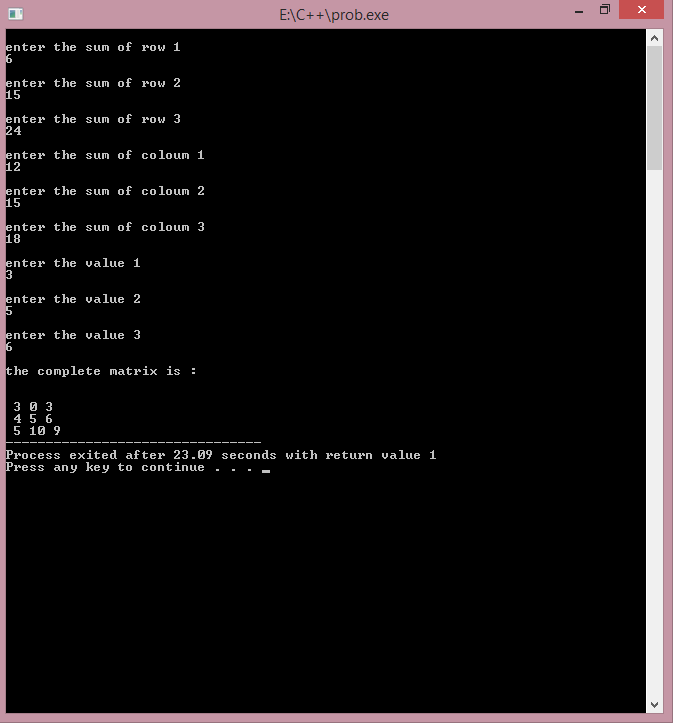 E:\C++\prob.exe
enter the sum of row 1
6
enter the sum of row 2
15
enter the sum of row 3
24
enter the sum of coloum 1
12
enter the sum of coloum 2
15
enter the sum of coloum 3
18
enter the value 1
3
enter the value 2
5
enter the value 3
6
the complete matrix is :
3 0 3
4 5 6
5 10 9
--------------------------------
Process exited after 23.09 seconds with return value 1
Press any key to continue . . . _